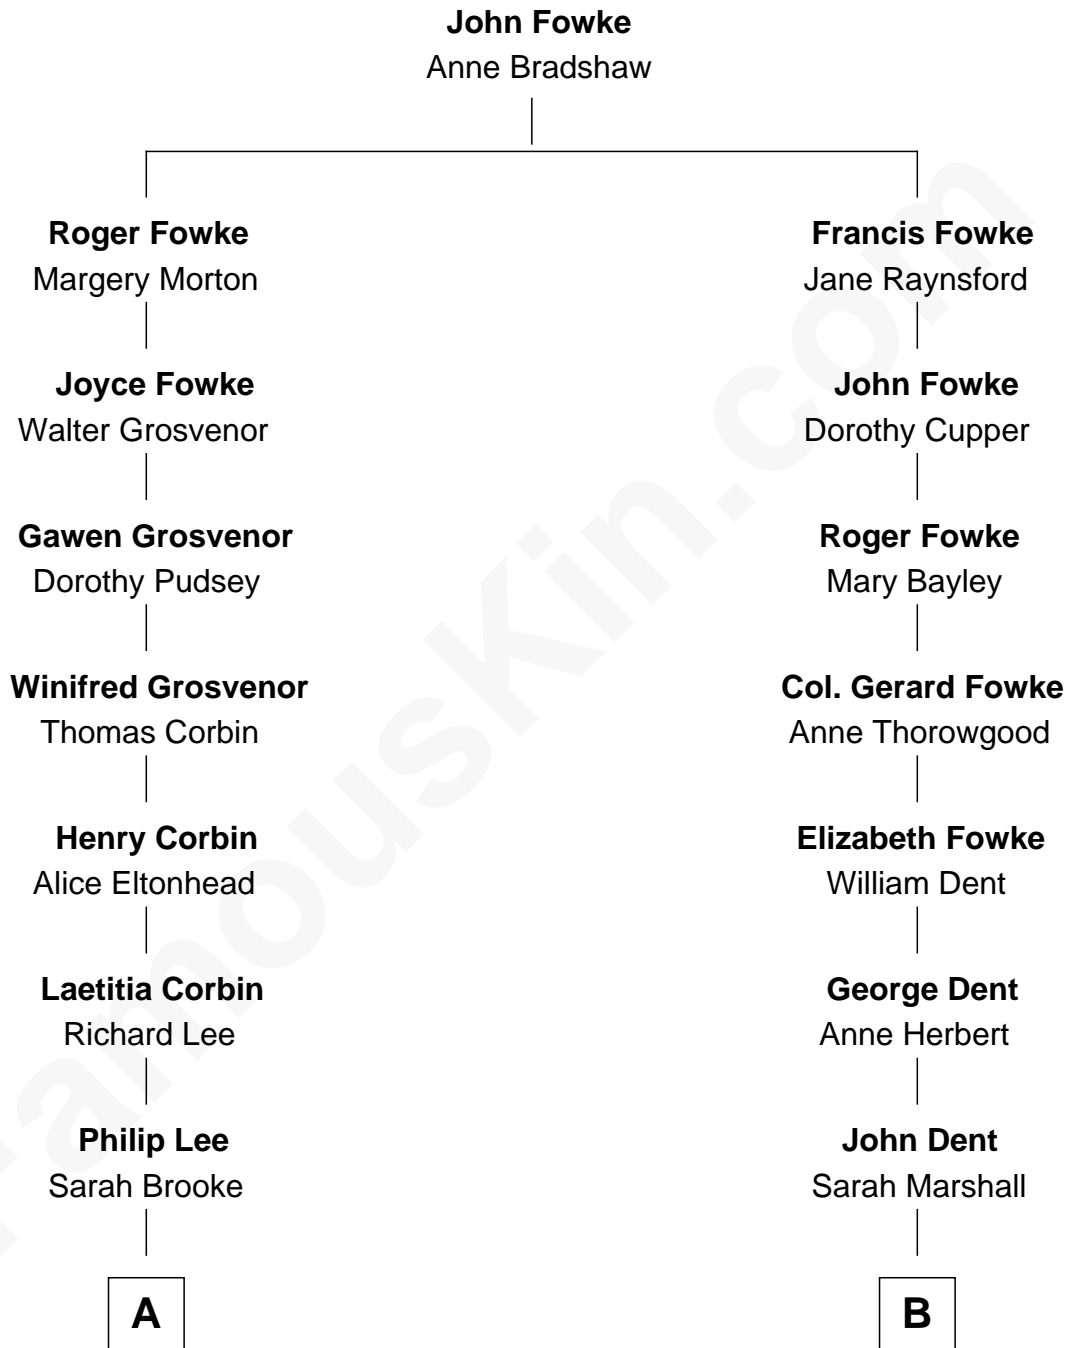 John Fowke
Anne Bradshaw
Roger Fowke
Margery Morton
Francis Fowke
Jane Raynsford
Joyce Fowke
Walter Grosvenor
John Fowke
Dorothy Cupper
Gawen Grosvenor
Dorothy Pudsey
Roger Fowke
Mary Bayley
Winifred Grosvenor
Thomas Corbin
Col. Gerard Fowke
Anne Thorowgood
Henry Corbin
Alice Eltonhead
Elizabeth Fowke
William Dent
Laetitia Corbin
Richard Lee
George Dent
Anne Herbert
Philip Lee
Sarah Brooke
John Dent
Sarah Marshall
A
B
FamousKin.com